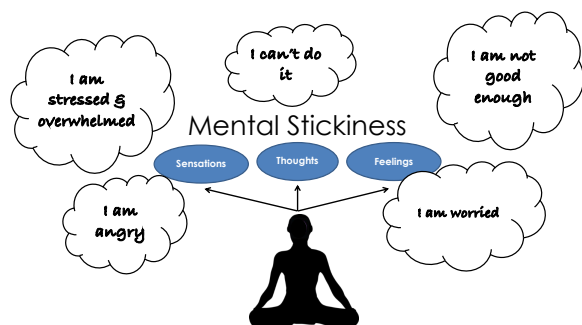 I can't do
it
I am
stressed &
overwhelmed
I am not
good
enough
Mental Stickiness
Sensations
Thoughts
Feelings
I am
angry
I am worried